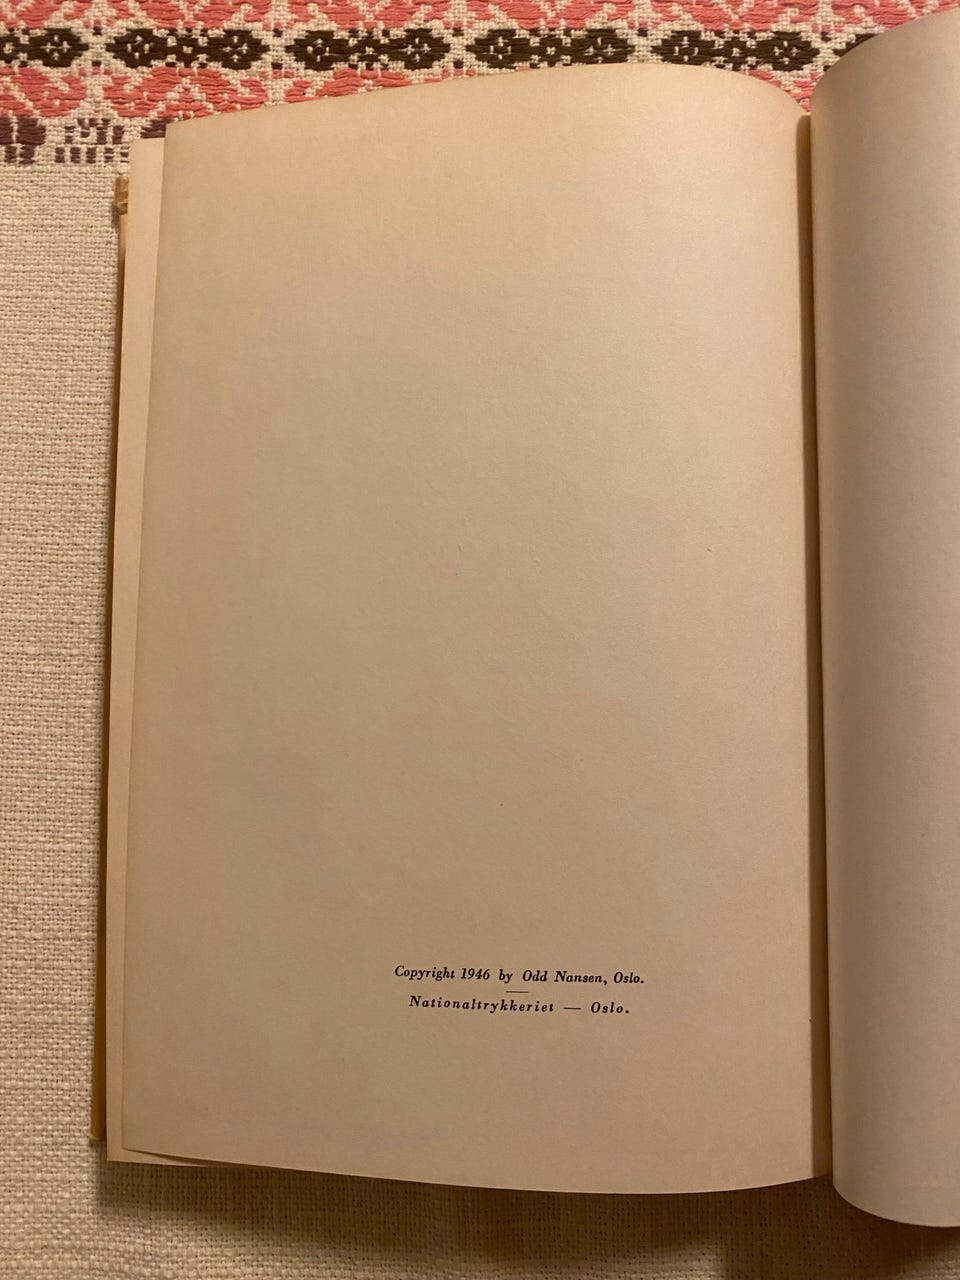 Copyright 1946 by Odd Nansen, Oslo.
Nationaltrykkeriet — Oslo.